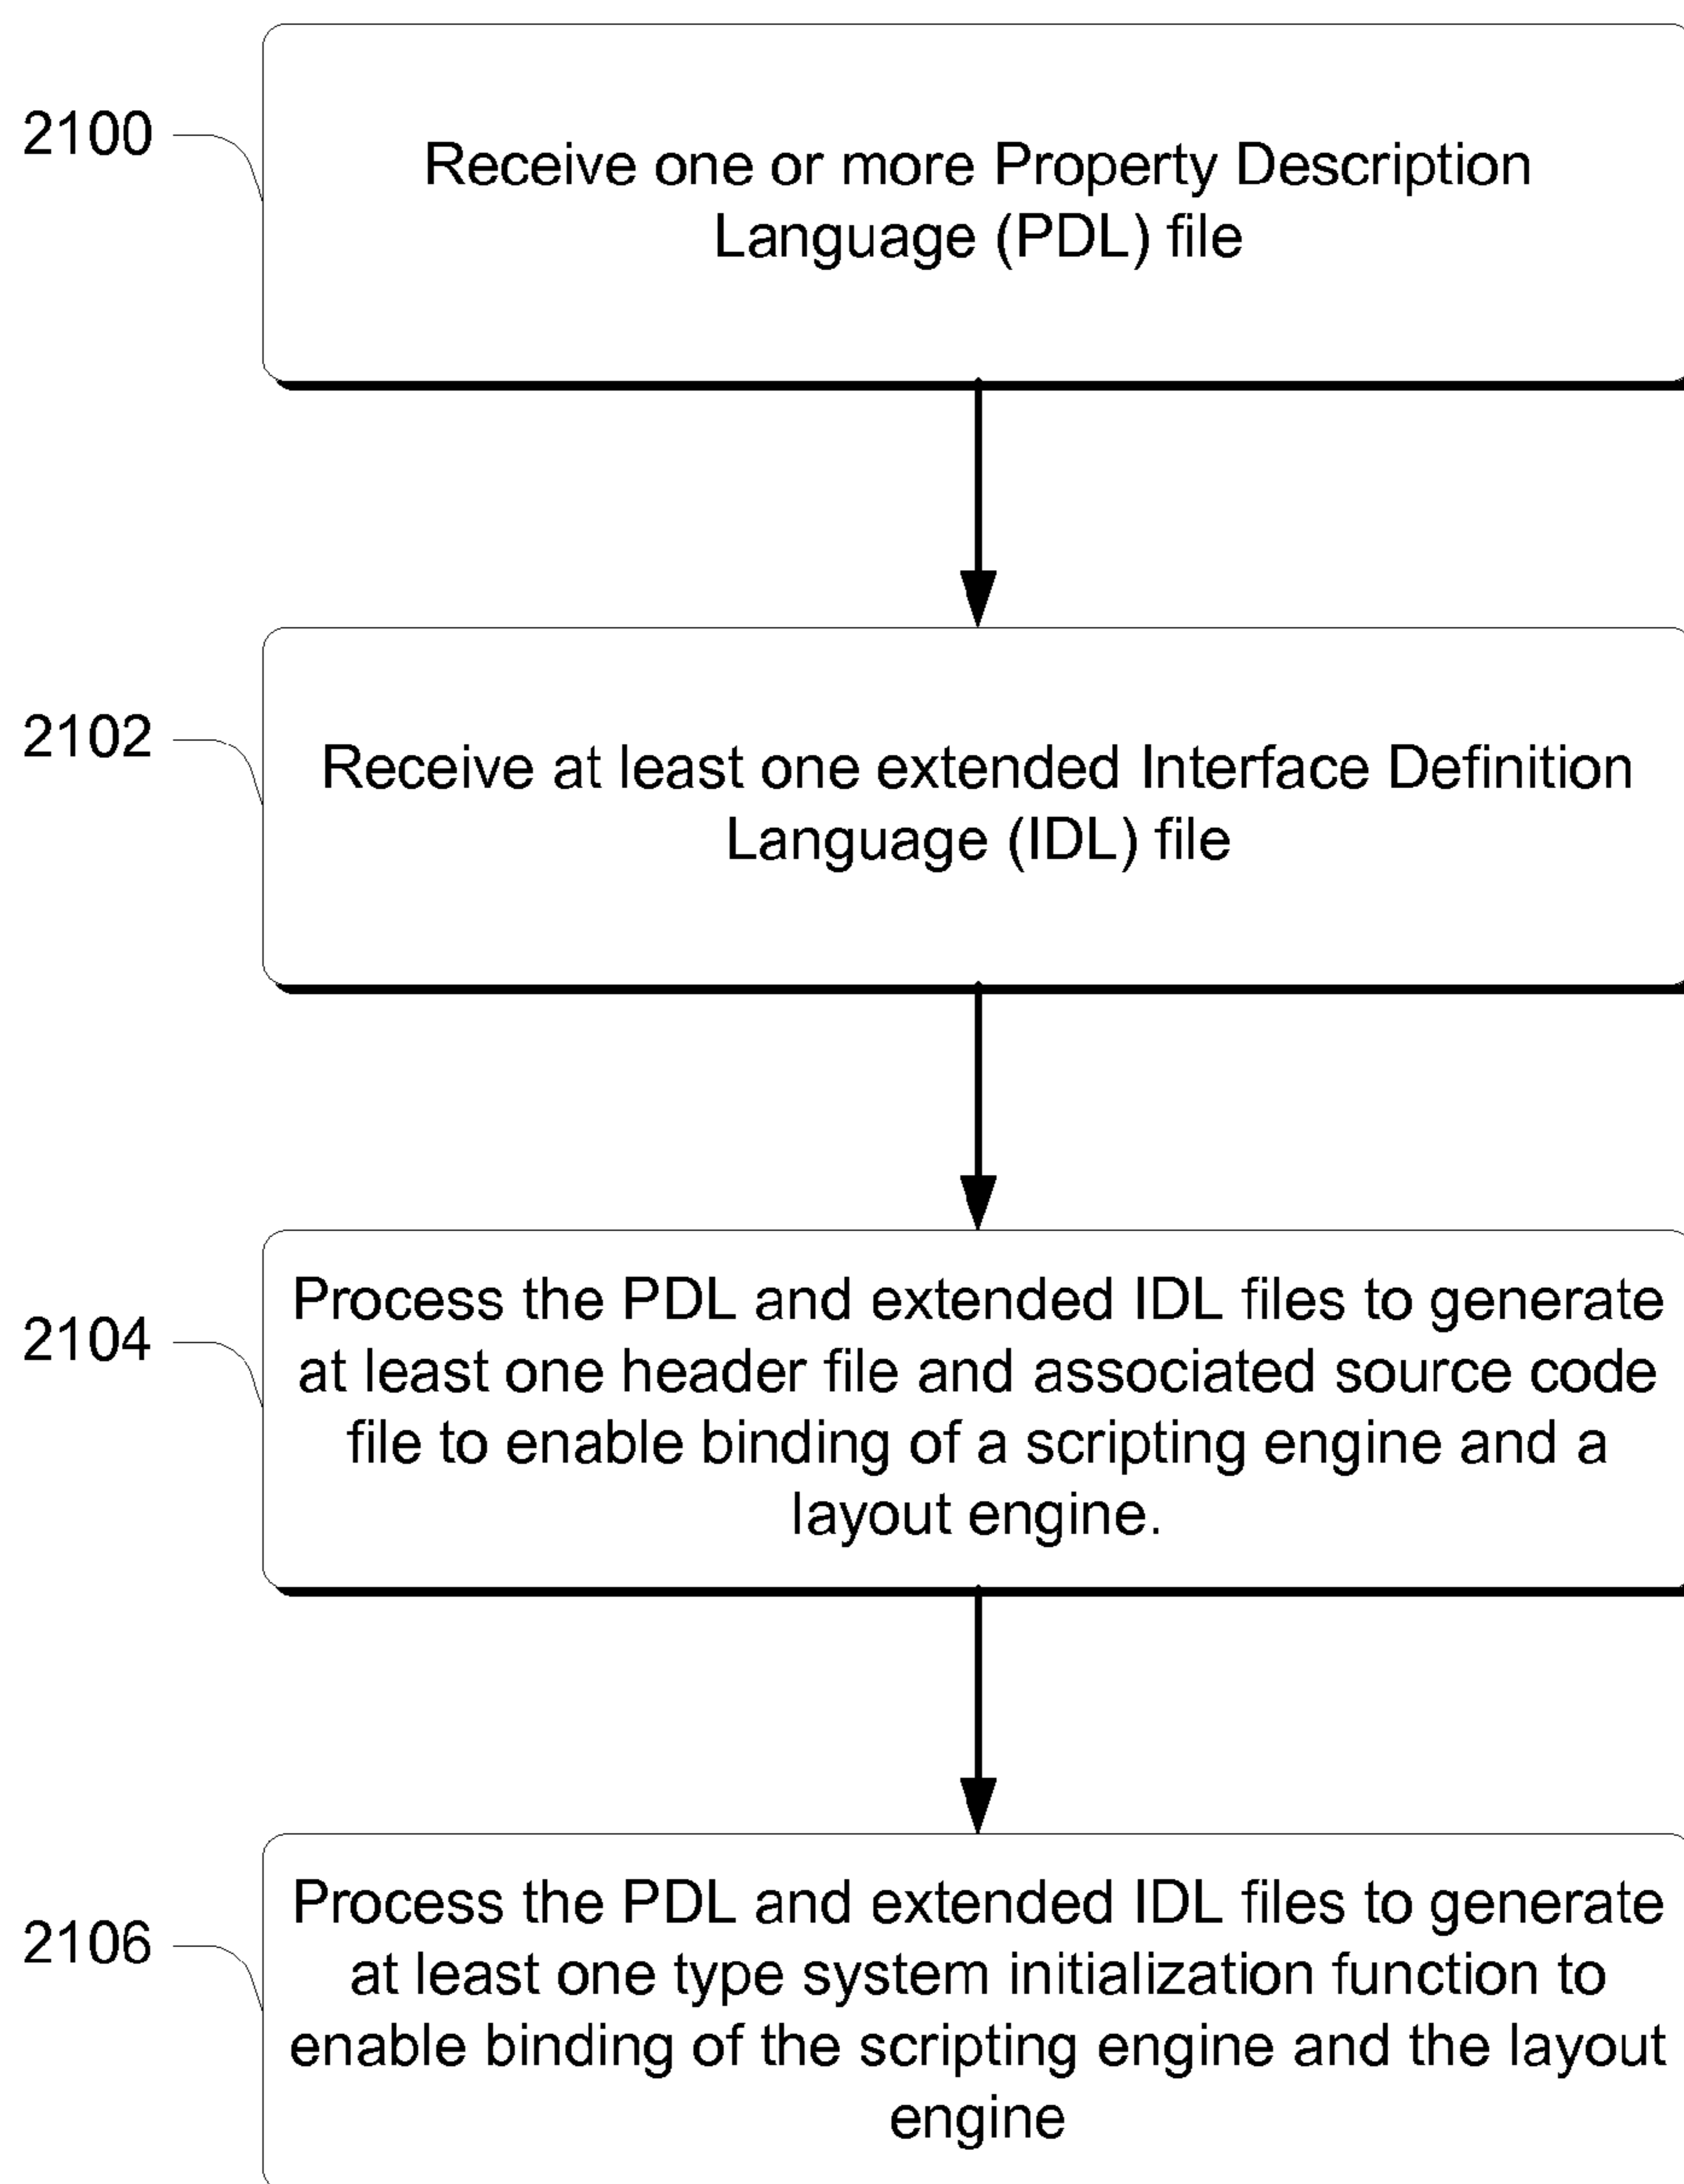 2100
Receive one or more Property Description
Language (PDL) file
2102
Receive at least one extended Interface Definition
Language (IDL) file
2104
Process the PDL and extended IDL files to generate
at least one header file and associated source code
file to enable binding of a scripting engine and a
layout engine.
2106
Process the PDL and extended IDL files to generate
at least one type system initialization function to
enable binding of the scripting engine and the layout
engine